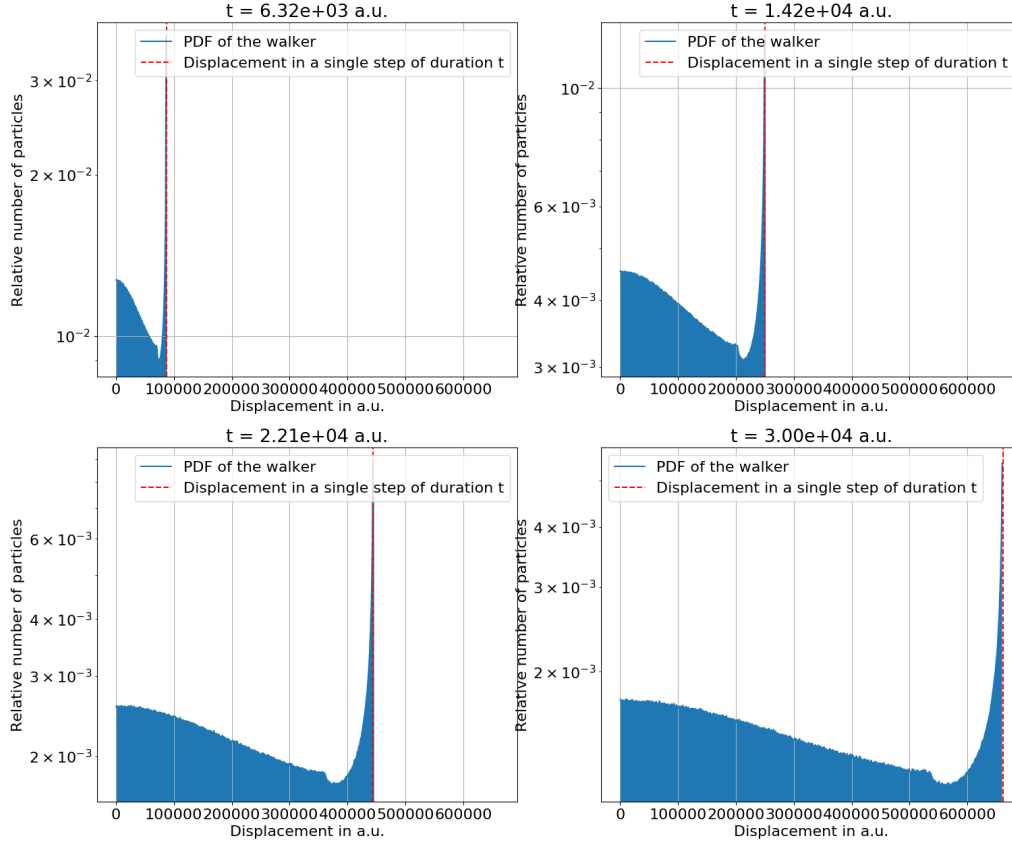 t = 6.32e+03 a.u.
PDF of the walker
Displacement in a single step of duration t
3 × 10⁻²
2 × 10⁻²
10⁻²
Relative number of particles
0 100000 200000 300000 400000 500000 600000
Displacement in a.u.
t = 1.42e+04 a.u.
PDF of the walker
Displacement in a single step of duration t
10⁻²
6 × 10⁻³
4 × 10⁻³
3 × 10⁻³
Relative number of particles
0 100000 200000 300000 400000 500000 600000
Displacement in a.u.
t = 2.21e+04 a.u.
PDF of the walker
Displacement in a single step of duration t
6 × 10⁻³
4 × 10⁻³
3 × 10⁻³
2 × 10⁻³
Relative number of particles
0 100000 200000 300000 400000 500000 600000
Displacement in a.u.
t = 3.00e+04 a.u.
PDF of the walker
Displacement in a single step of duration t
4 × 10⁻³
3 × 10⁻³
2 × 10⁻³
Relative number of particles
0 100000 200000 300000 400000 500000 600000
Displacement in a.u.